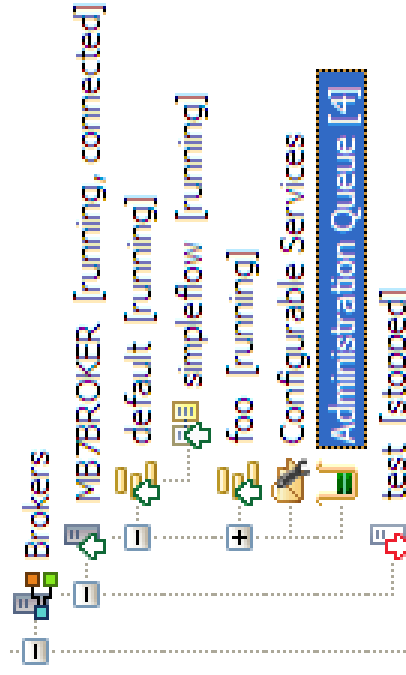 Brokers
MB7BROKER [running, connected]
default [running]
simpleflow [running]
foo [running]
Configurable Services
Administration Queue [4]
test [stopped]